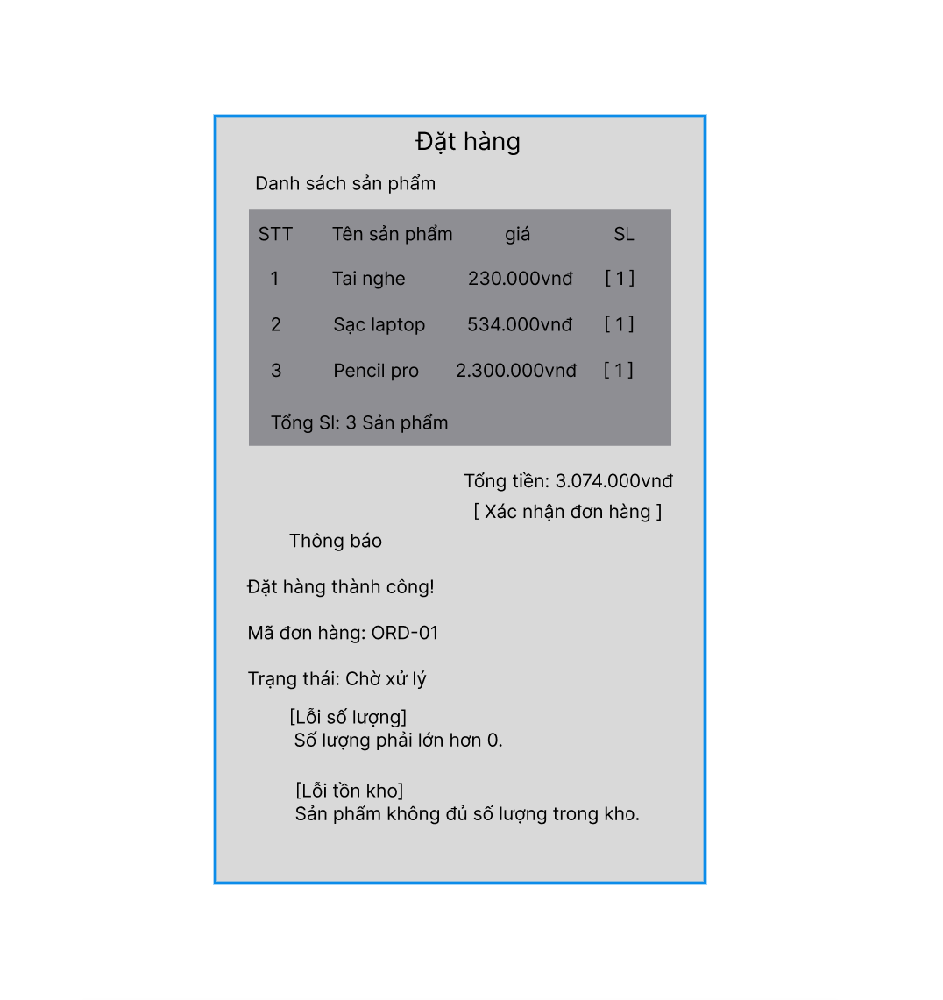 Đặt hàng
Danh sách sản phẩm
STT Tên sản phẩm giá SL
1 Tai nghe 230.000vnđ [ 1 ]
2 Sạc laptop 534.000vnđ [ 1 ]
3 Pencil pro 2.300.000vnđ [ 1 ]
Tổng Sl: 3 Sản phẩm
Tổng tiền: 3.074.000vnđ
[ Xác nhận đơn hàng ]
Thông báo
Đặt hàng thành công!
Mã đơn hàng: ORD-01
Trạng thái: Chờ xử lý
[Lỗi số lượng]
Số lượng phải lớn hơn 0.
[Lỗi tồn kho]
Sản phẩm không đủ số lượng trong kho.